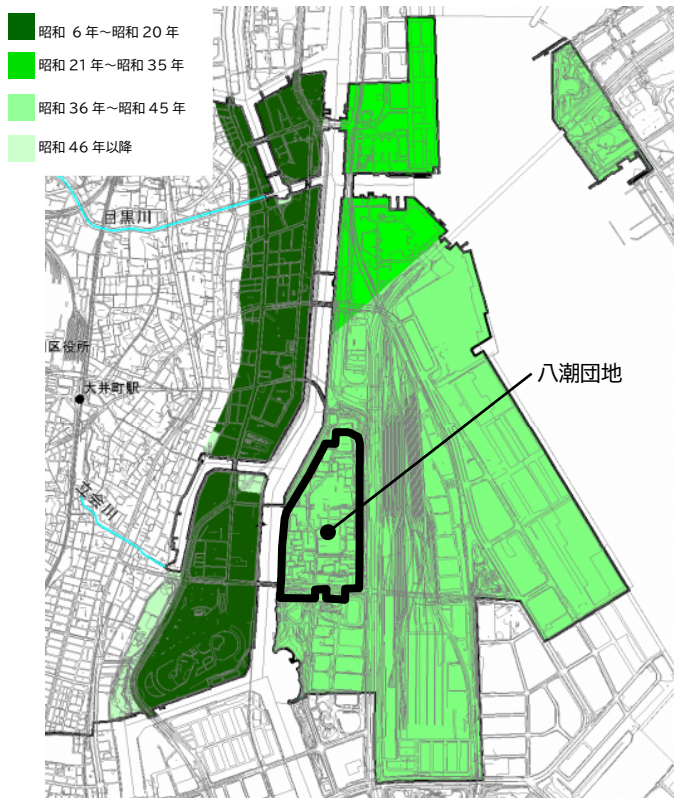 昭和 6 年～昭和 20 年
昭和 21 年～昭和 35 年
昭和 36 年～昭和 45 年
昭和 46 年以降
目黒川
区役所
大井町駅
八潮団地
立会川